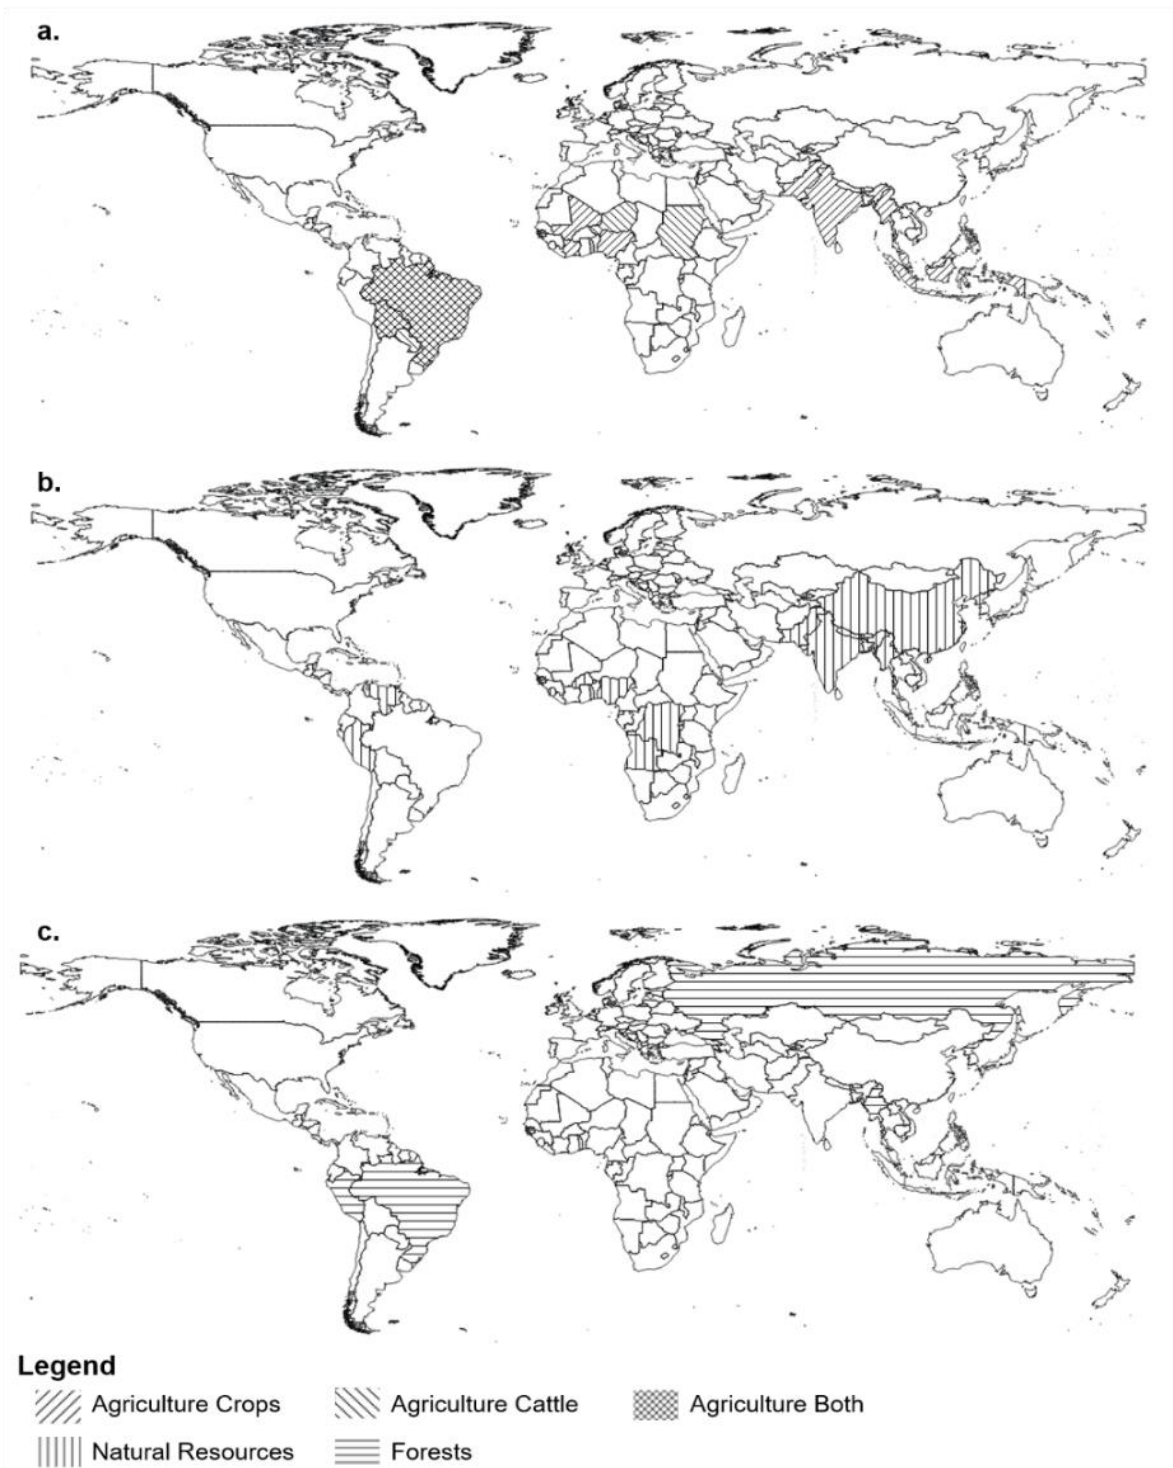 a.
b.
c.
Legend
Agriculture Crops Agriculture Cattle Agriculture Both
Natural Resources Forests